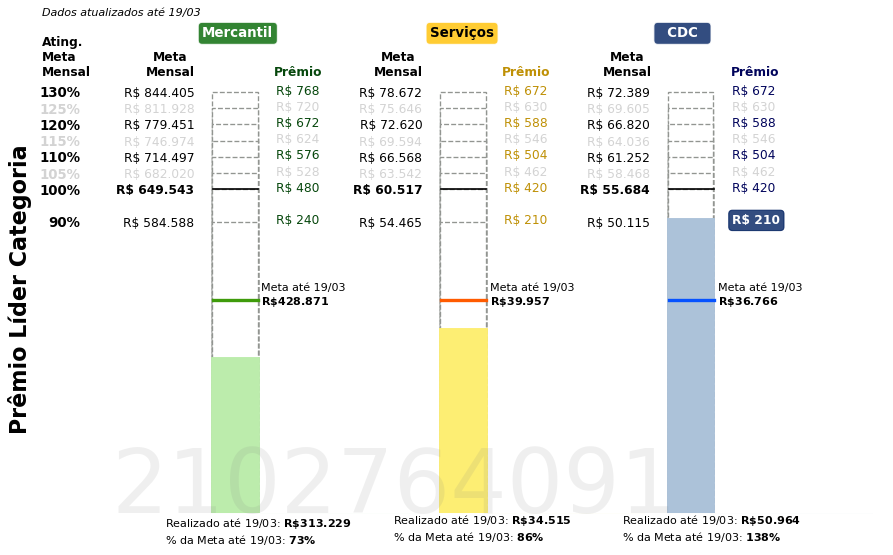 Dados atualizados até 19/03
Mercantil Serviços CDC
Ating. Meta Mensal Meta Mensal Prêmio Meta Mensal Prêmio Meta Mensal Prêmio
130% R$ 844.405 R$ 768 R$ 78.672 R$ 672 R$ 72.389 R$ 672
125% R$ 811.928 R$ 720 R$ 75.646 R$ 630 R$ 69.605 R$ 630
120% R$ 779.451 R$ 672 R$ 72.620 R$ 588 R$ 66.820 R$ 588
115% R$ 746.974 R$ 624 R$ 69.594 R$ 546 R$ 64.036 R$ 546
110% R$ 714.497 R$ 576 R$ 66.568 R$ 504 R$ 61.252 R$ 504
105% R$ 682.020 R$ 528 R$ 63.542 R$ 462 R$ 58.468 R$ 462
100% R$ 649.543 R$ 480 R$ 60.517 R$ 420 R$ 55.684 R$ 420
90% R$ 584.588 R$ 240 R$ 54.465 R$ 210 R$ 50.115 R$ 210
Meta até 19/03 Meta até 19/03 Meta até 19/03
R$428.871 R$39.957 R$36.766
Prêmio Líder Categoria
2102764091
Realizado até 19/03: R$313.229 Realizado até 19/03: R$34.515 Realizado até 19/03: R$50.964
% da Meta até 19/03: 73% % da Meta até 19/03: 86% % da Meta até 19/03: 138%